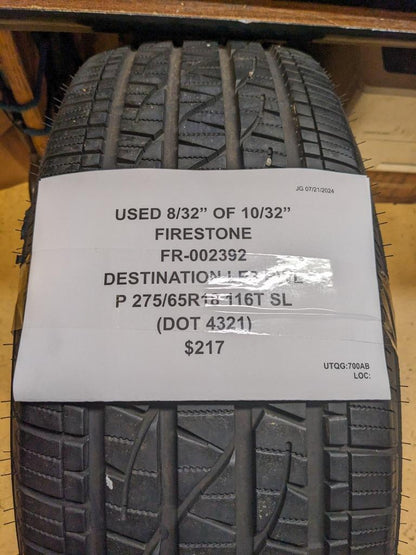 JG 07/21/2024
USED 8/32” OF 10/32”
FIRESTONE
FR-002392
DESTINATION LE3
P 275/65R18 116T SL
(DOT 4321)
$217
UTQG:700AB
LOC: